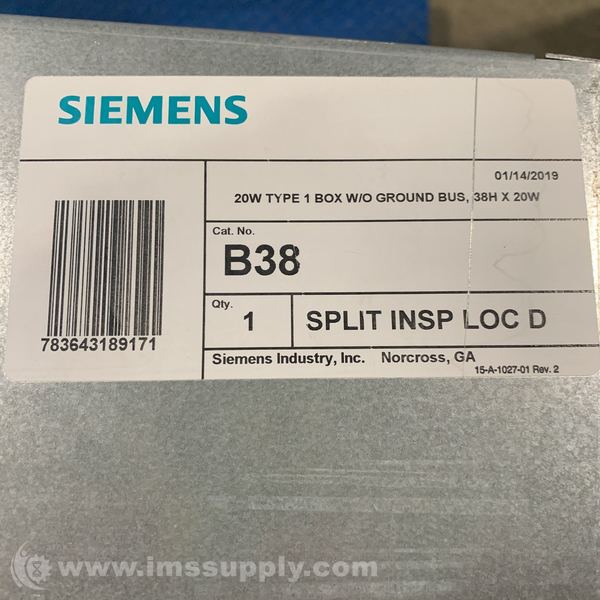 SIEMENS
01/14/2019
20W TYPE 1 BOX W/O GROUND BUS, 38H X 20W
Cat. No.
B38
Qty.
1
SPLIT INSP LOC D
783643189171
Siemens Industry, Inc. Norcross, GA
15-A-1027-01 Rev. 2
www.imssupply.com